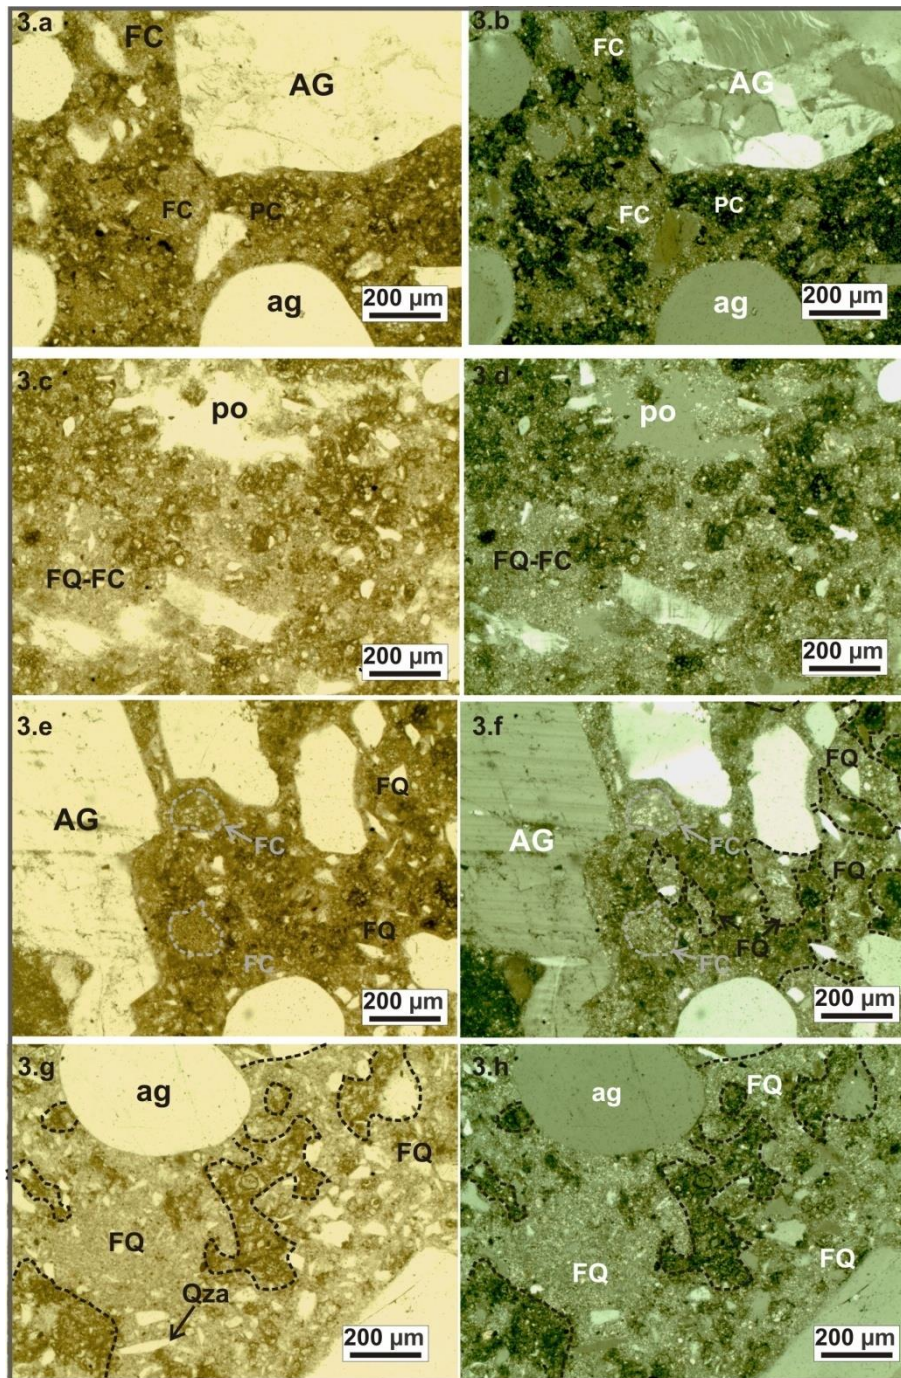 3.a
FC
AG
FC
PC
ag
200 µm
3.b
FC
AG
FC
PC
ag
200 µm
3.c
po
FQ-FC
200 µm
3.d
po
FQ-FC
200 µm
3.e
AG
FC
FQ
FQ
FC
200 µm
3.f
AG
FC
FQ
FQ
FQ
FC
200 µm
3.g
ag
FQ
FQ
Qza
200 µm
3.h
ag
FQ
FQ
FQ
200 µm